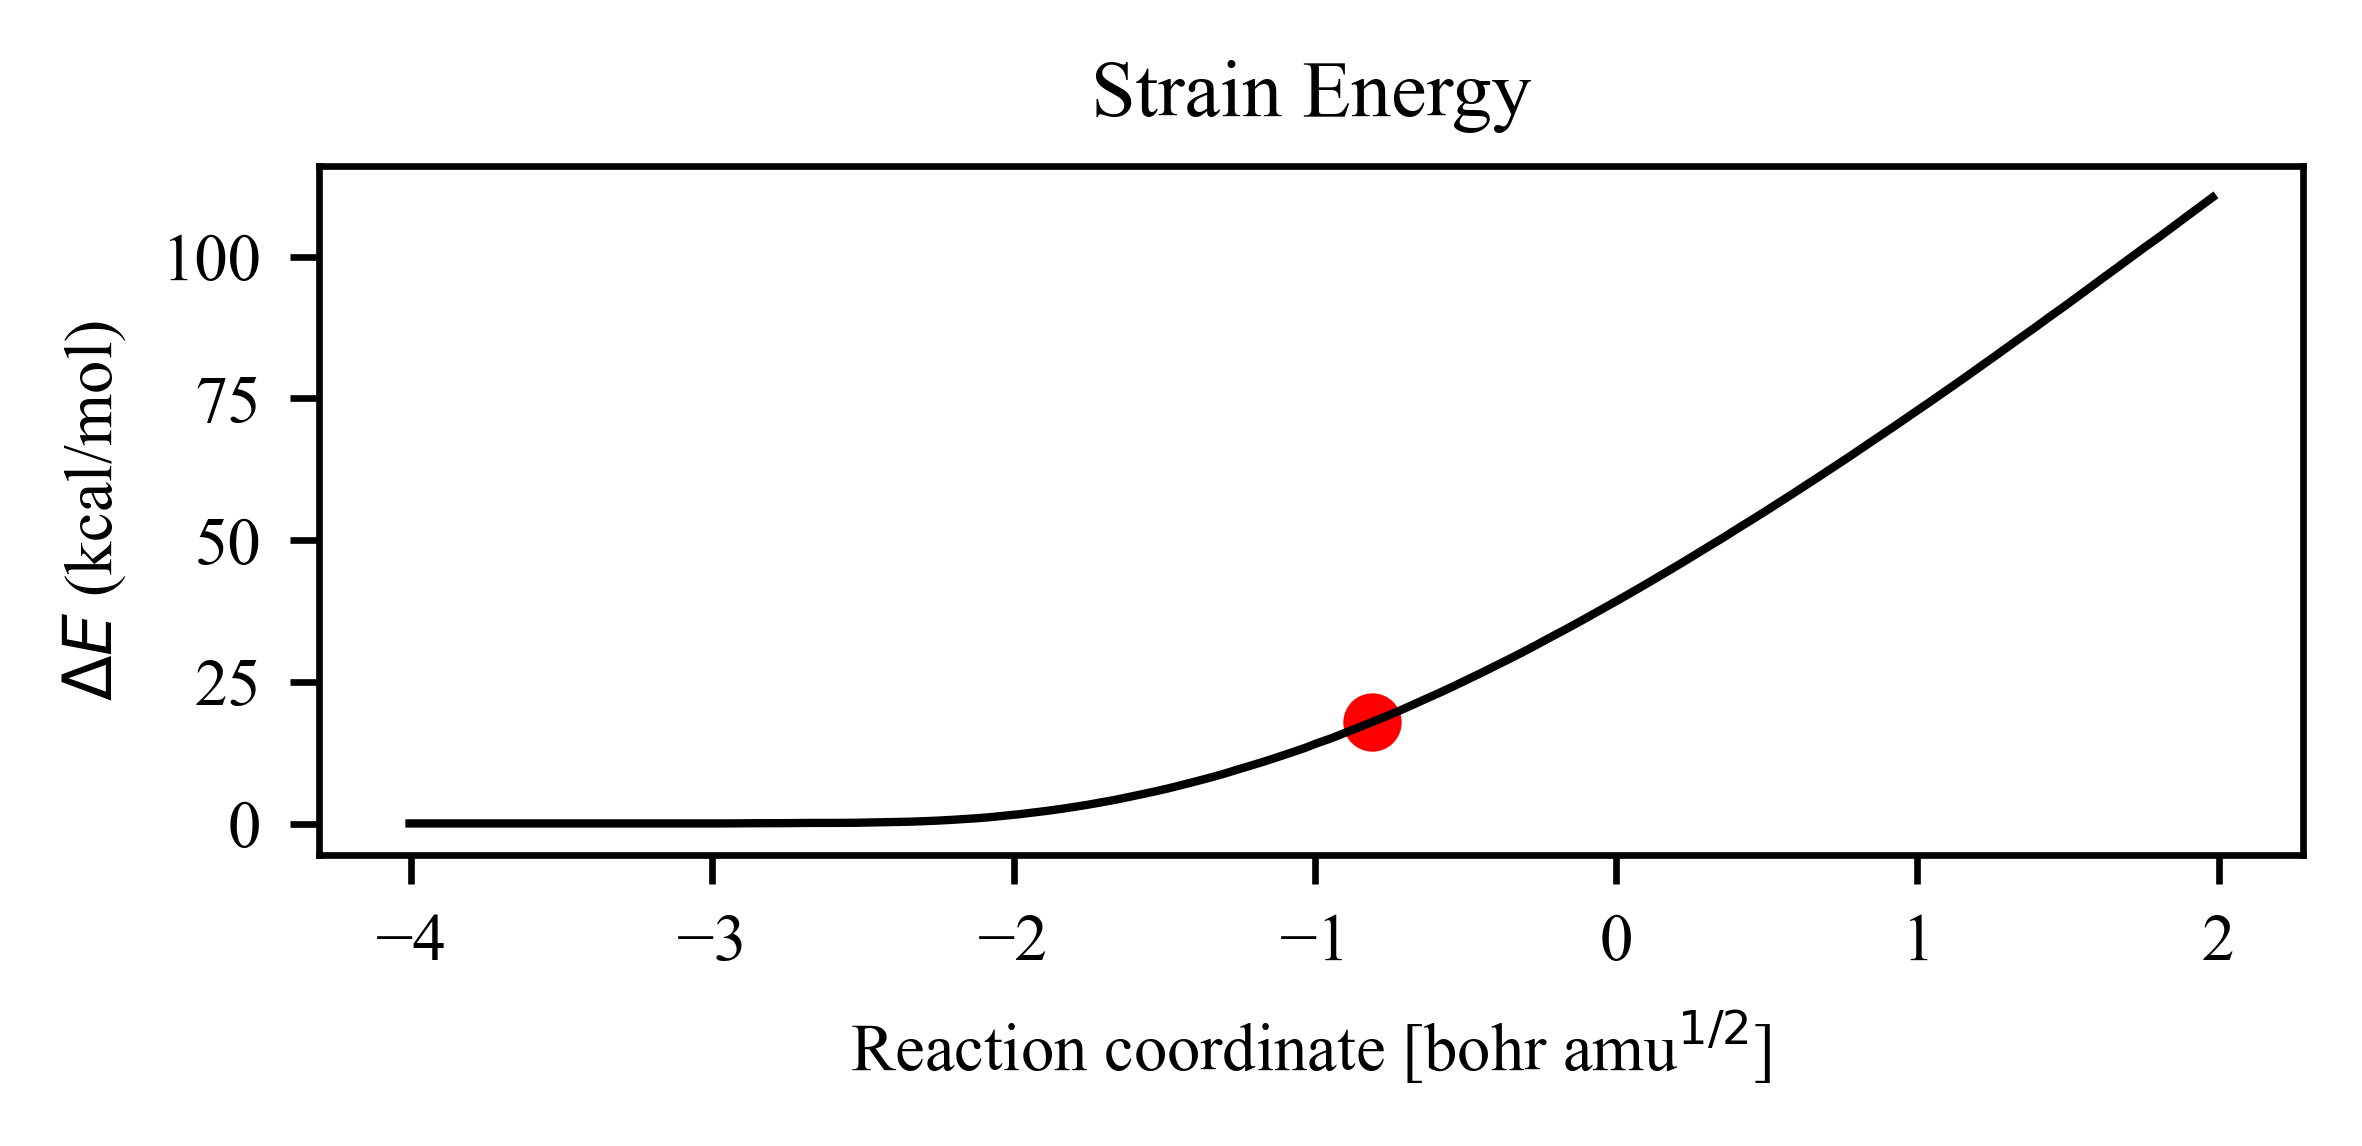 Strain Energy
ΔE (kcal/mol)
100
75
50
25
0
−4 −3 −2 −1 0 1 2
Reaction coordinate [bohr amu^{1/2}]